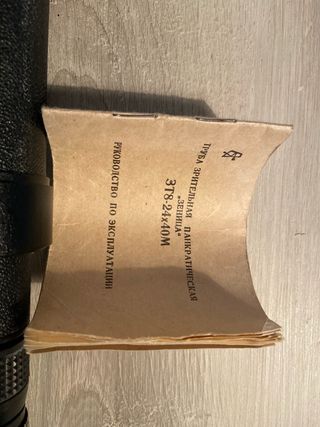 ТРУБА ЗРИТЕЛЬНАЯ ПАНКРАТИЧЕСКАЯ
„ЗЕНИЦА“
ЗТ8-24х40М
РУКОВОДСТВО ПО ЭКСПЛУАТАЦИИ